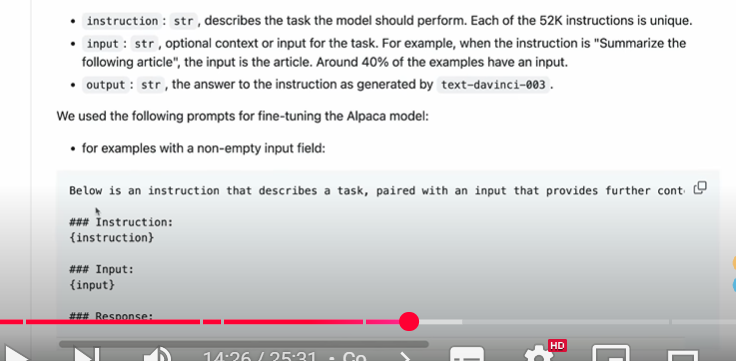 • instruction : str , describes the task the model should perform. Each of the 52K instructions is unique.
• input : str , optional context or input for the task. For example, when the instruction is "Summarize the
following article", the input is the article. Around 40% of the examples have an input.
• output : str , the answer to the instruction as generated by text-davinci-003 .
We used the following prompts for fine-tuning the Alpaca model:
• for examples with a non-empty input field:
Below is an instruction that describes a task, paired with an input that provides further cont
### Instruction:
{instruction}
### Input:
{input}
### Response:
14:26 / 25:31 • Co
HD